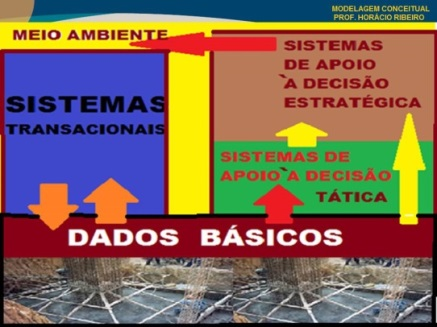 MODELAGEM CONCEITUAL
PROF. HORÁCIO RIBEIRO
MEIO AMBIENTE
SISTEMAS
DE APOIO
`A DECISÃO
ESTRATÉGICA
SISTEMAS
TRANSACIONAIS
SISTEMAS DE
APOIO`A DECISÃO
TÁTICA
DADOS BÁSICOS